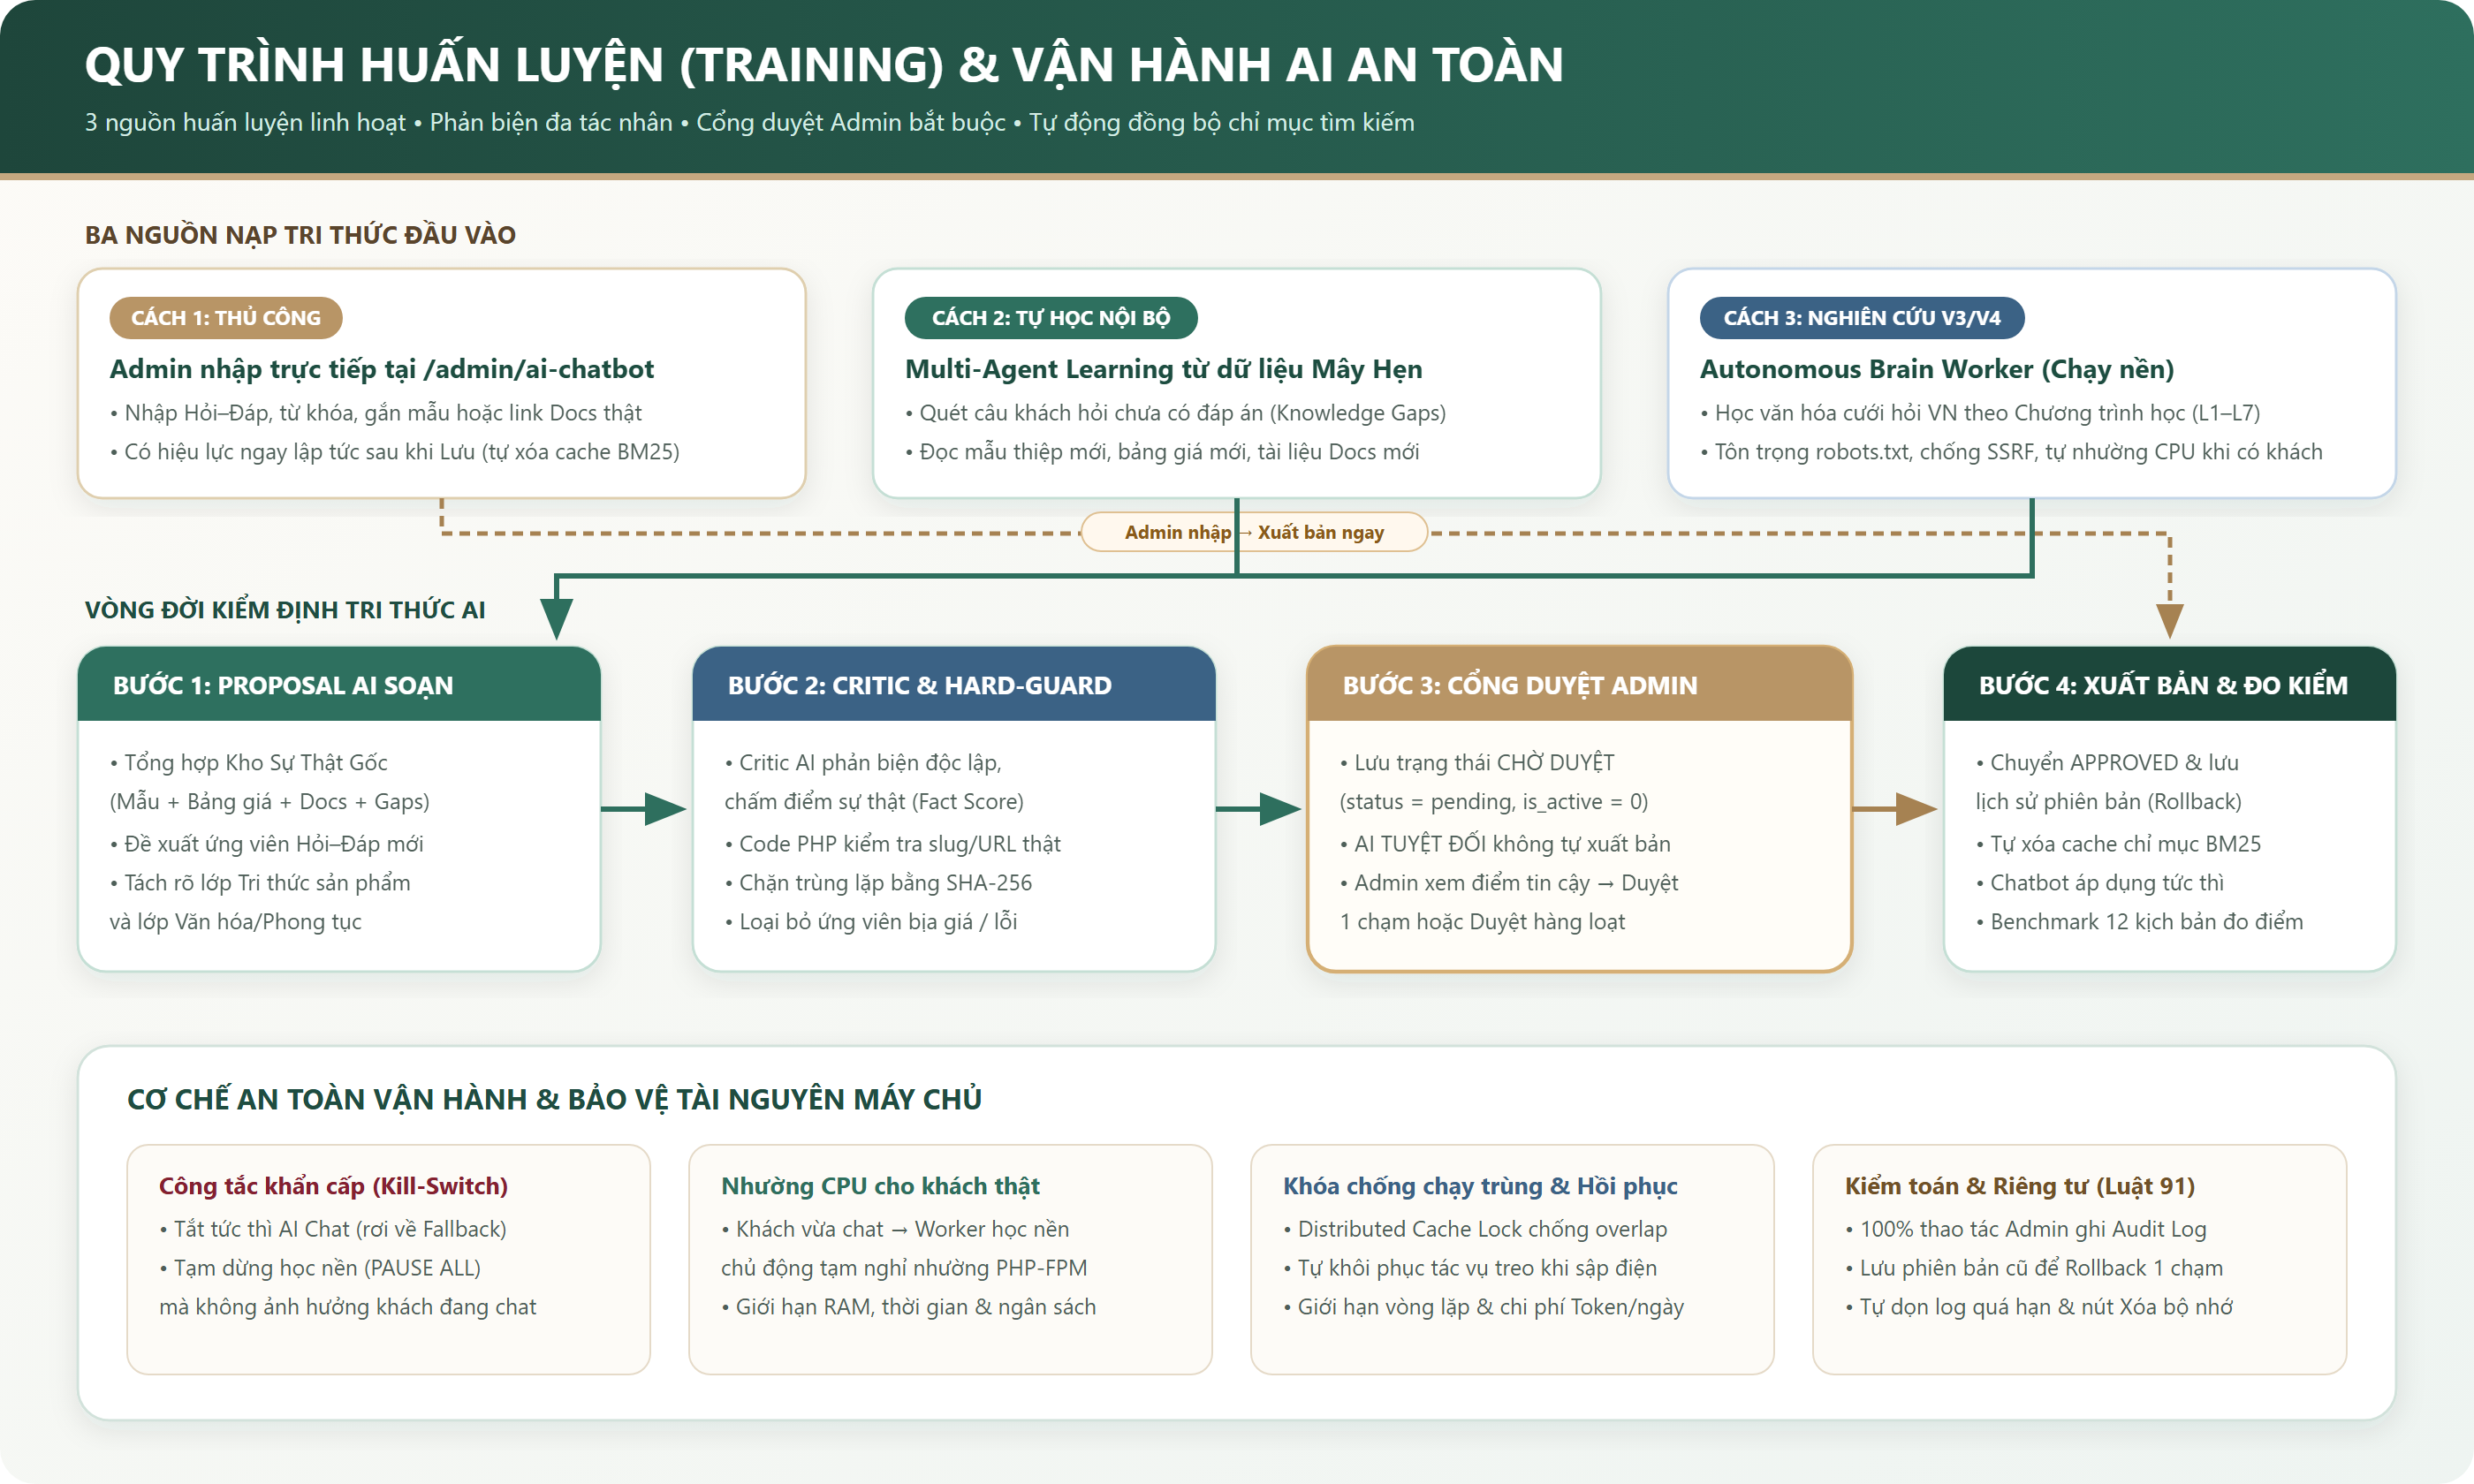 QUY TRÌNH HUẤN LUYỆN (TRAINING) & VẬN HÀNH AI AN TOÀN
3 nguồn huấn luyện linh hoạt • Phản biện đa tác nhân • Cổng duyệt Admin bắt buộc • Tự động đồng bộ chỉ mục tìm kiếm
BA NGUỒN NẠP TRI THỨC ĐẦU VÀO
CÁCH 1: THỦ CÔNG
Admin nhập trực tiếp tại /admin/ai-chatbot
• Nhập Hỏi–Đáp, từ khóa, gắn mẫu hoặc link Docs thật
• Có hiệu lực ngay lập tức sau khi Lưu (tự xóa cache BM25)
CÁCH 2: TỰ HỌC NỘI BỘ
Multi-Agent Learning từ dữ liệu Mây Hẹn
• Quét câu khách hỏi chưa có đáp án (Knowledge Gaps)
• Đọc mẫu thiệp mới, bảng giá mới, tài liệu Docs mới
CÁCH 3: NGHIÊN CỨU V3/V4
Autonomous Brain Worker (Chạy nền)
• Học văn hóa cưới hỏi VN theo Chương trình học (L1–L7)
• Tôn trọng robots.txt, chống SSRF, tự nhường CPU khi có khách
Admin nhập → Xuất bản ngay
VÒNG ĐỜI KIỂM ĐỊNH TRI THỨC AI
BƯỚC 1: PROPOSAL AI SOẠN
• Tổng hợp Kho Sự Thật Gốc
(Mẫu + Bảng giá + Docs + Gaps)
• Đề xuất ứng viên Hỏi–Đáp mới
• Tách rõ lớp Tri thức sản phẩm
và lớp Văn hóa/Phong tục
BƯỚC 2: CRITIC & HARD-GUARD
• Critic AI phản biện độc lập,
chấm điểm sự thật (Fact Score)
• Code PHP kiểm tra slug/URL thật
• Chặn trùng lặp bằng SHA-256
• Loại bỏ ứng viên bịa giá / lỗi
BƯỚC 3: CỔNG DUYỆT ADMIN
• Lưu trạng thái CHỜ DUYỆT
(status = pending, is_active = 0)
• AI TUYỆT ĐỐI không tự xuất bản
• Admin xem điểm tin cậy → Duyệt
1 chạm hoặc Duyệt hàng loạt
BƯỚC 4: XUẤT BẢN & ĐO KIỂM
• Chuyển APPROVED & lưu
lịch sử phiên bản (Rollback)
• Tự xóa cache chỉ mục BM25
• Chatbot áp dụng tức thì
• Benchmark 12 kịch bản đo điểm
CƠ CHẾ AN TOÀN VẬN HÀNH & BẢO VỆ TÀI NGUYÊN MÁY CHỦ
Công tắc khẩn cấp (Kill-Switch)
• Tắt tức thì AI Chat (rơi về Fallback)
• Tạm dừng học nền (PAUSE ALL)
mà không ảnh hưởng khách đang chat
Nhường CPU cho khách thật
• Khách vừa chat → Worker học nền
chủ động tạm nghỉ nhường PHP-FPM
• Giới hạn RAM, thời gian & ngân sách
Khóa chống chạy trùng & Hồi phục
• Distributed Cache Lock chống overlap
• Tự khôi phục tác vụ treo khi sập điện
• Giới hạn vòng lặp & chi phí Token/ngày
Kiểm toán & Riêng tư (Luật 91)
• 100% thao tác Admin ghi Audit Log
• Lưu phiên bản cũ để Rollback 1 chạm
• Tự dọn log quá hạn & nút Xóa bộ nhớ